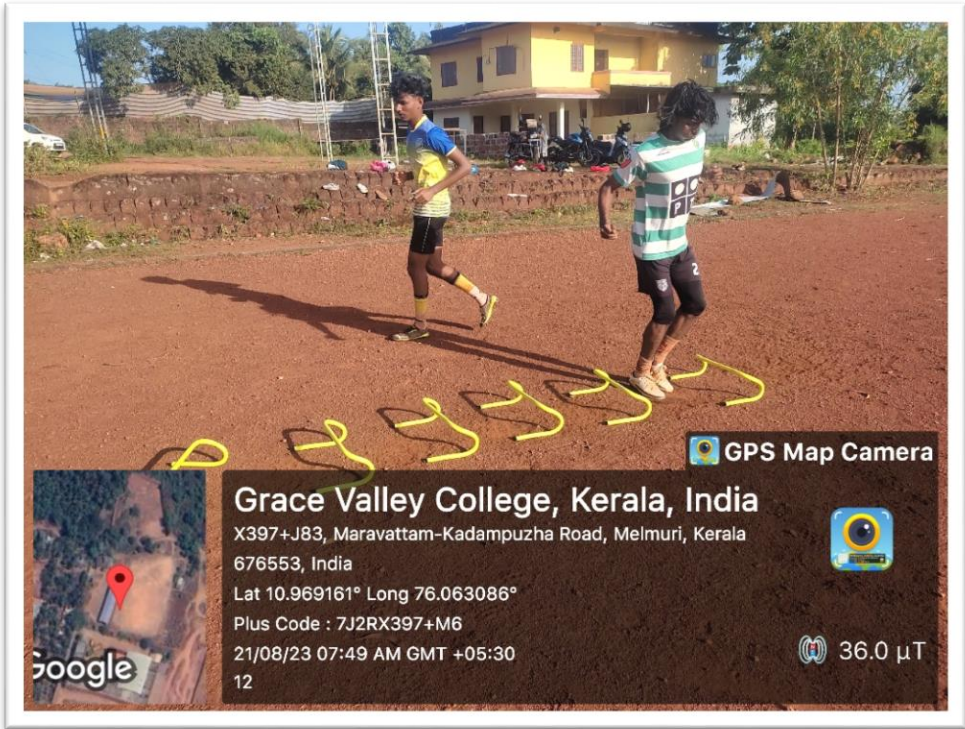 GPS Map Camera
Grace Valley College, Kerala, India
X397+J83, Maravattam-Kadampuzha Road, Melmuri, Kerala
676553, India
Lat 10.969161° Long 76.063086°
Plus Code : 7J2RX397+M6
21/08/23 07:49 AM GMT +05:30
12
36.0 µT
Google
2